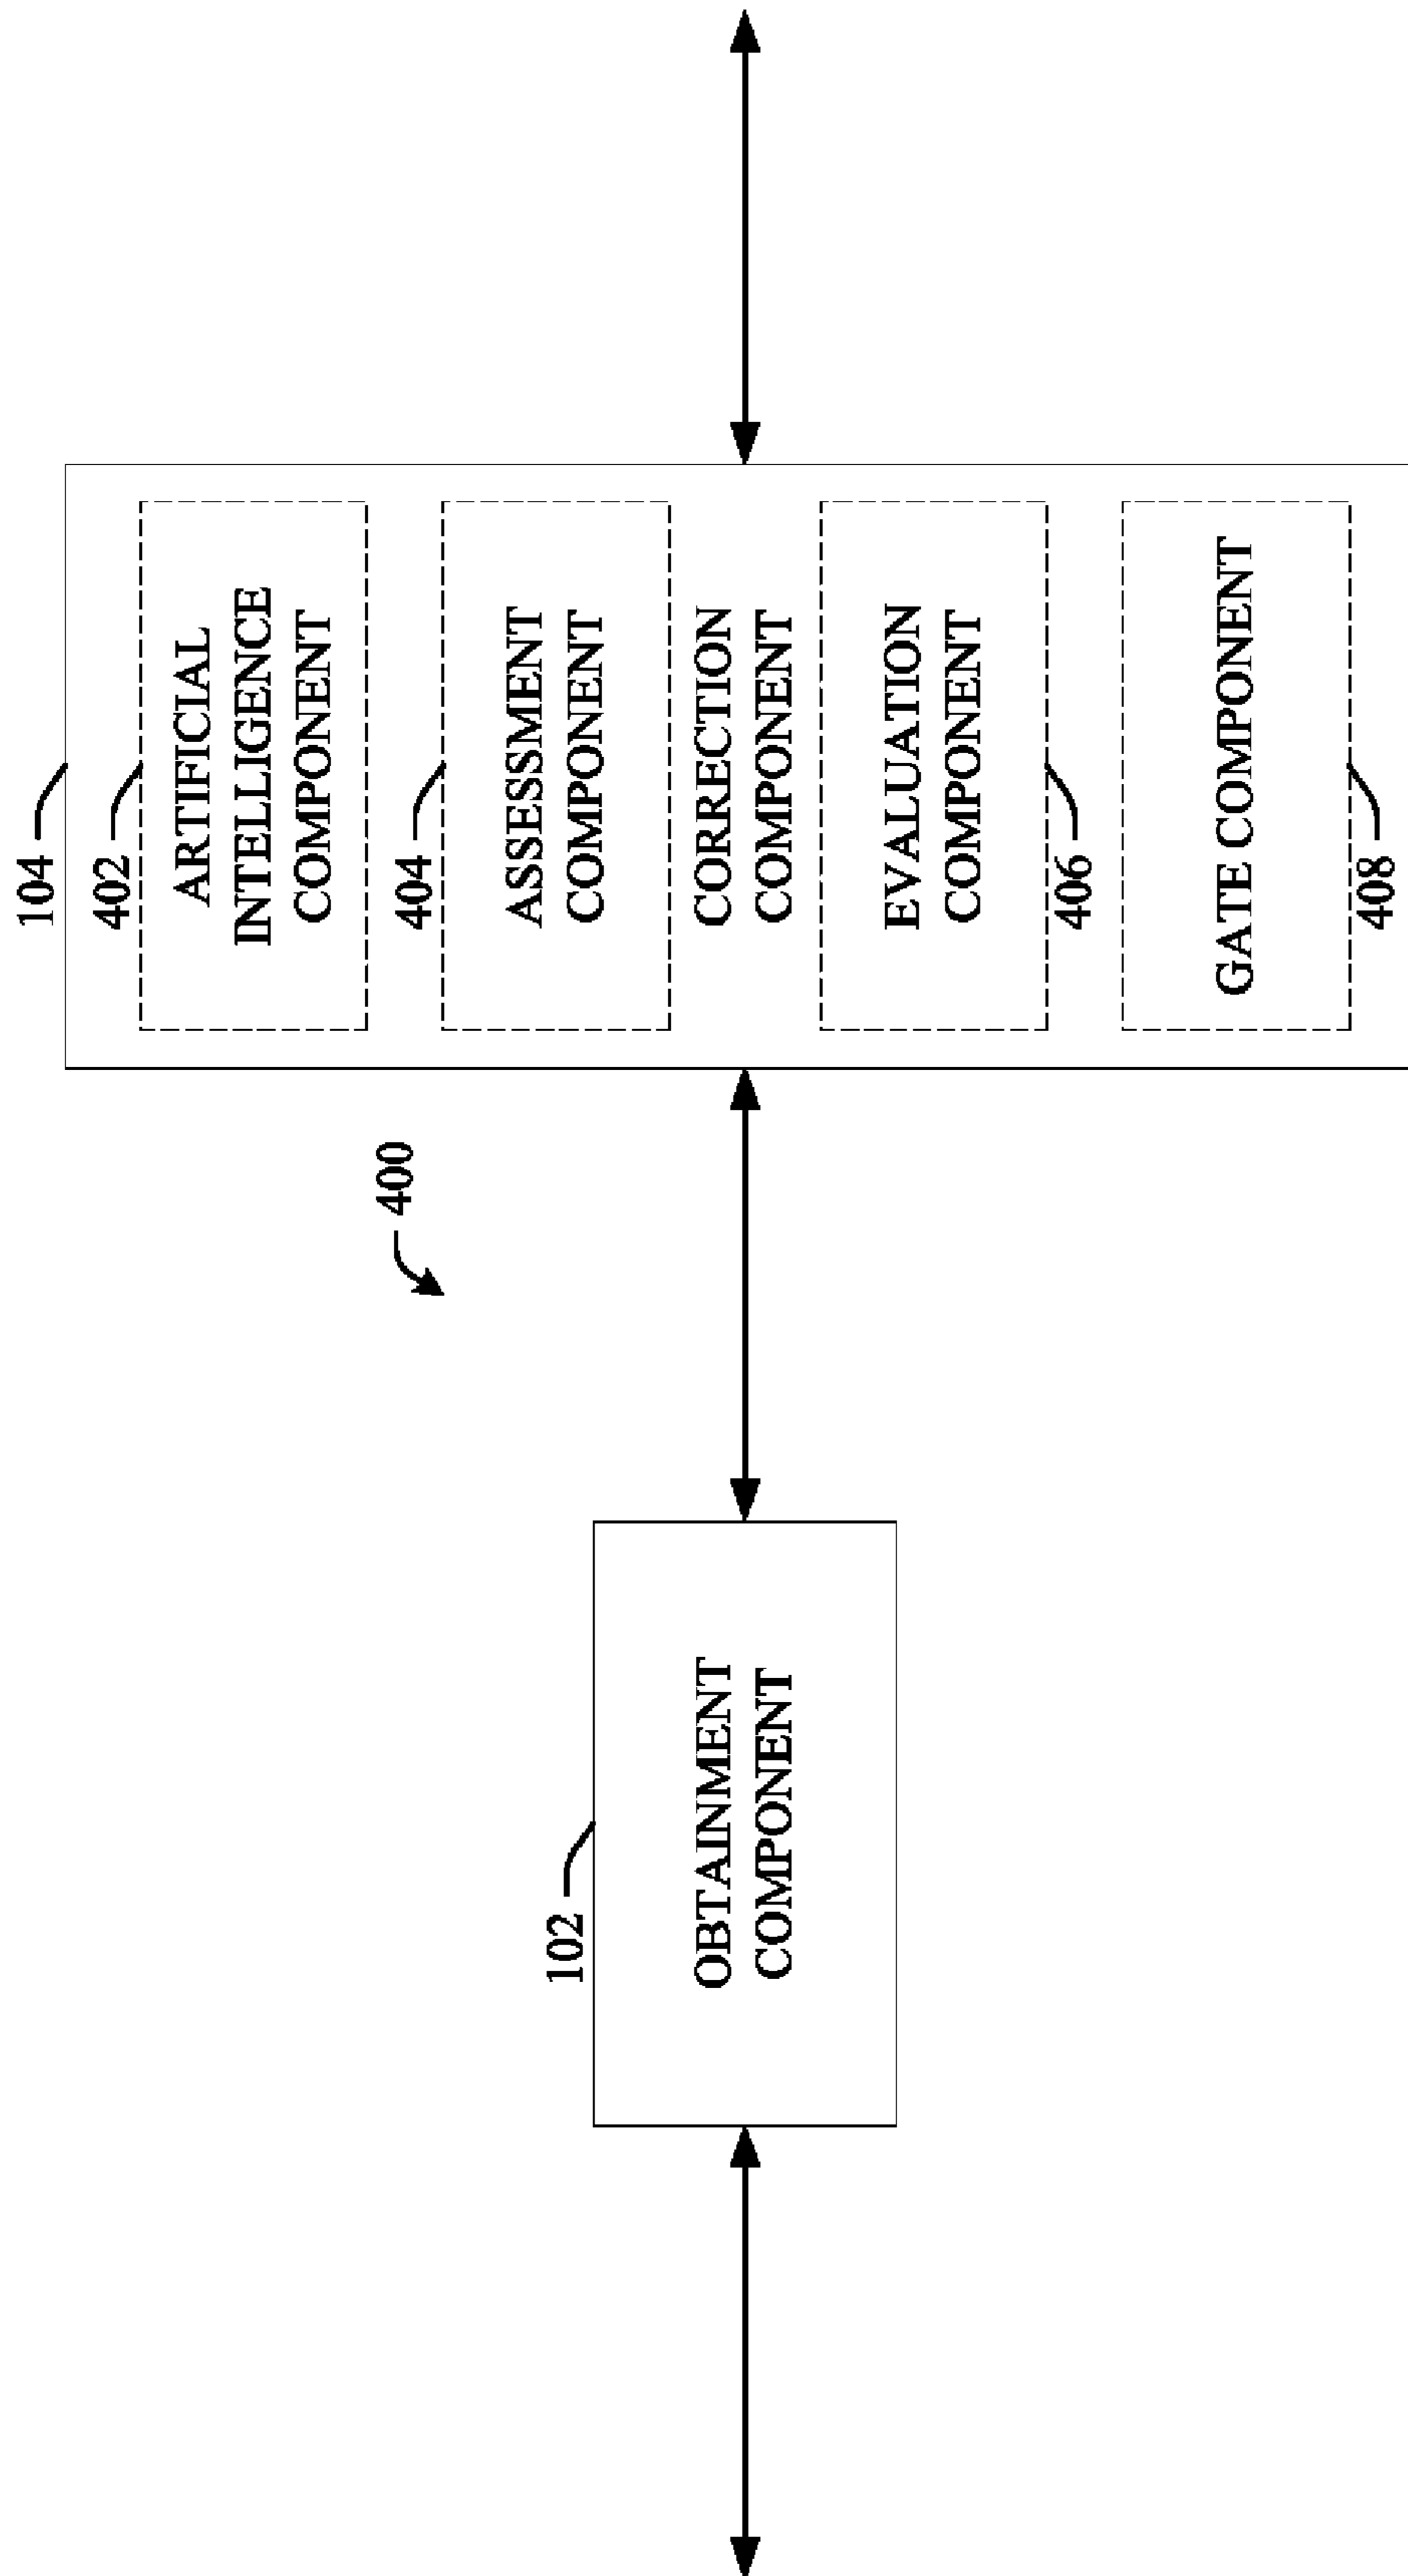 400
102
OBTAINMENT
COMPONENT
104
402
ARTIFICIAL
INTELLIGENCE
COMPONENT
404
ASSESSMENT
COMPONENT
CORRECTION
COMPONENT
EVALUATION
COMPONENT
406
GATE COMPONENT
408